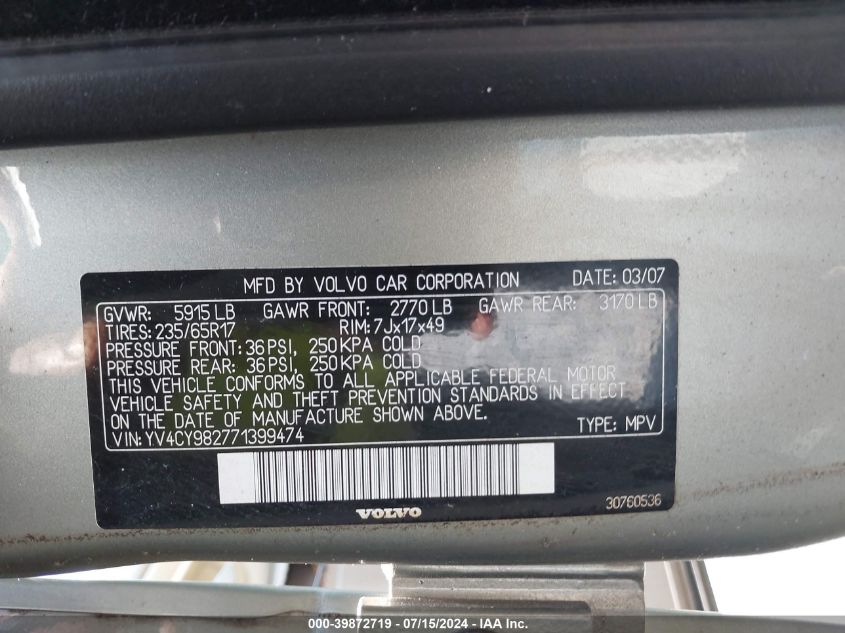 MFD BY VOLVO CAR CORPORATION DATE: 03/07
GVWR: 5915 LB GAWR FRONT: 2770 LB GAWR REAR: 3170 LB
TIRES: 235/65R17 RIM: 7Jx17x49
PRESSURE FRONT: 36 PSI, 250 KPA COLD
PRESSURE REAR: 36 PSI, 250 KPA COLD
THIS VEHICLE CONFORMS TO ALL APPLICABLE FEDERAL MOTOR
VEHICLE SAFETY AND THEFT PREVENTION STANDARDS IN EFFECT
ON THE DATE OF MANUFACTURE SHOWN ABOVE.
VIN: YV4CY982771399474 TYPE: MPV
30760536
VOLVO
000-39872719 / 07/15/2024 - IAA Inc.